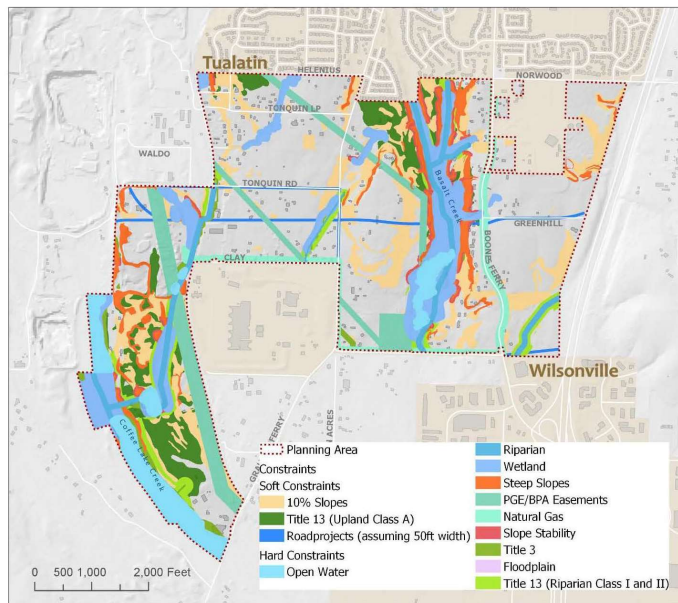 Tualatin
HELENIUS
NORWOOD
TONQUIN LP
WALDO
TONQUIN RD
Basalt Creek
GREENHILL
BOONES FERRY
CLAY
Wilsonville
Coffee Lake Creek
FERRY
ACRES
Planning Area
Constraints
Soft Constraints
10% Slopes
Title 13 (Upland Class A)
Roadprojects (assuming 50ft width)
Hard Constraints
Open Water
Riparian
Wetland
Steep Slopes
PGE/BPA Easements
Natural Gas
Slope Stability
Title 3
Floodplain
Title 13 (Riparian Class I and II)
0 500 1,000 2,000 Feet